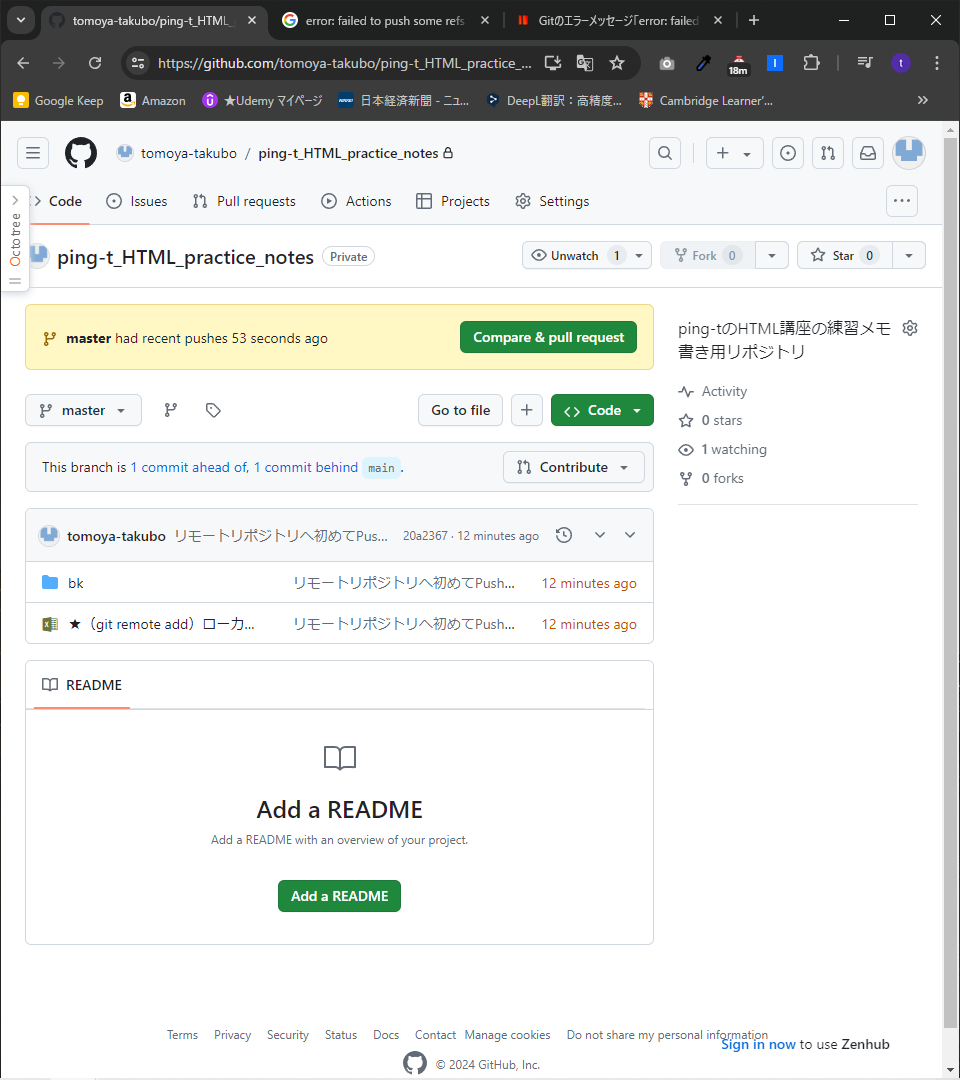 tomoya-takubo/ping-t_HTML_
error: failed to push some refs
Gitのエラーメッセージ「error: failed
https://github.com/tomoya-takubo/ping-t_HTML_practice_...
18m
t
Google Keep
Amazon
★Udemy マイページ
日本経済新聞 - ニュ...
DeepL翻訳：高精度...
Cambridge Learner'...
tomoya-takubo / ping-t_HTML_practice_notes
Code
Issues
Pull requests
Actions
Projects
Settings
Octotree
ping-t_HTML_practice_notes
Private
Unwatch 1
Fork 0
Star 0
master had recent pushes 53 seconds ago
Compare & pull request
ping-tのHTML講座の練習メモ
書き用リポジトリ
Activity
0 stars
1 watching
0 forks
master
Go to file
Code
This branch is 1 commit ahead of, 1 commit behind main .
Contribute
tomoya-takubo リモートリポジトリへ初めてPus... 20a2367 · 12 minutes ago
bk リモートリポジトリへ初めてPush... 12 minutes ago
★（git remote add）ローカ... リモートリポジトリへ初めてPush... 12 minutes ago
README
Add a README
Add a README with an overview of your project.
Add a README
Terms Privacy Security Status Docs Contact Manage cookies Do not share my personal information
Sign in now to use Zenhub
© 2024 GitHub, Inc.